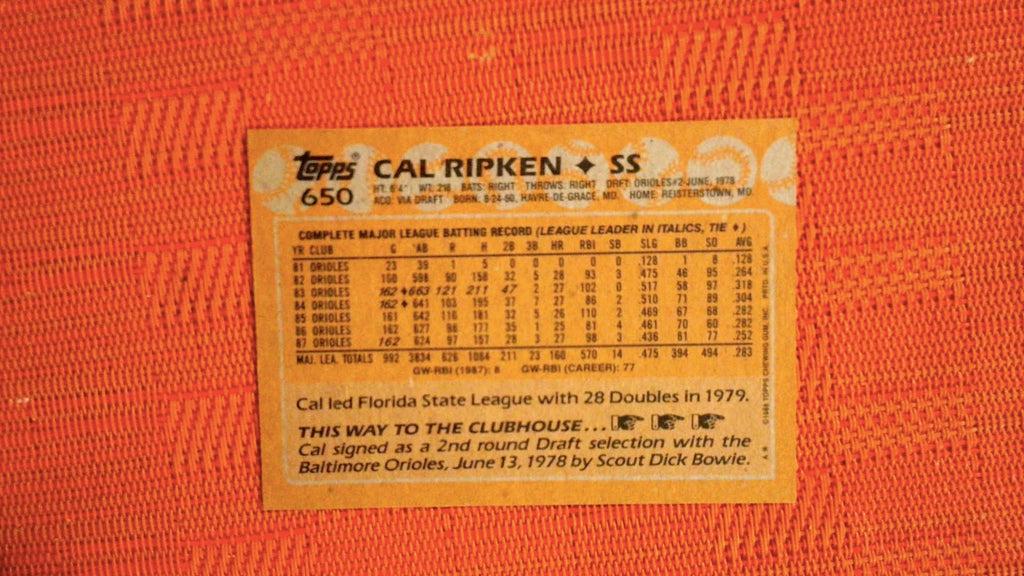 topps® CAL RIPKEN ✦ SS
650
HT: 6'4" WT: 218 BATS: RIGHT THROWS: RIGHT DRFT: ORIOLES #2-JUNE, 1978
ACQ: VIA DRAFT BORN: 8-24-60, HAVRE DE GRACE, MD. HOME: REISTERSTOWN, MD.
COMPLETE MAJOR LEAGUE BATTING RECORD (LEAGUE LEADER IN ITALICS, TIE ♦)
YR CLUB G AB R H 2B 3B HR RBI SB SLG BB SO AVG
81 ORIOLES 23 39 1 5 0 0 0 0 0 .128 1 8 .128
82 ORIOLES 160 598 90 158 32 5 28 93 3 .475 46 95 .264
83 ORIOLES 162 ♦663 121 211 47 2 27 102 0 .517 58 97 .318
84 ORIOLES 162 ♦ 641 103 195 37 7 27 86 2 .510 71 89 .304
85 ORIOLES 161 642 116 181 32 5 26 110 2 .469 67 68 .282
86 ORIOLES 162 627 98 177 35 1 25 81 4 .461 70 60 .282
87 ORIOLES 162 624 97 157 28 3 27 98 3 .436 81 77 .252
MAJ. LEA. TOTALS 992 3834 626 1084 211 23 160 570 14 .475 394 494 .283
GW-RBI (1987): 8 GW-RBI (CAREER): 77
Cal led Florida State League with 28 Doubles in 1979.
THIS WAY TO THE CLUBHOUSE...
Cal signed as a 2nd round Draft selection with the
Baltimore Orioles, June 13, 1978 by Scout Dick Bowie.
©1988 TOPPS CHEWING GUM, INC. PRTD. IN U.S.A.